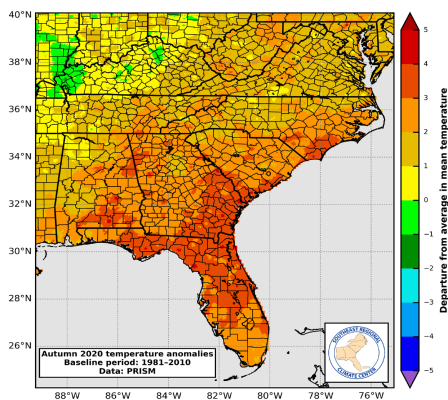 40°N
38°N
36°N
34°N
32°N
30°N
28°N
26°N
88°W 86°W 84°W 82°W 80°W 78°W 76°W
Autumn 2020 temperature anomalies
Baseline period: 1981–2010
Data: PRISM
SOUTHEAST REGIONAL
CLIMATE CENTER
5
4
3
2
1
0
−1
−2
−3
−4
−5
Departure from average in mean temperature